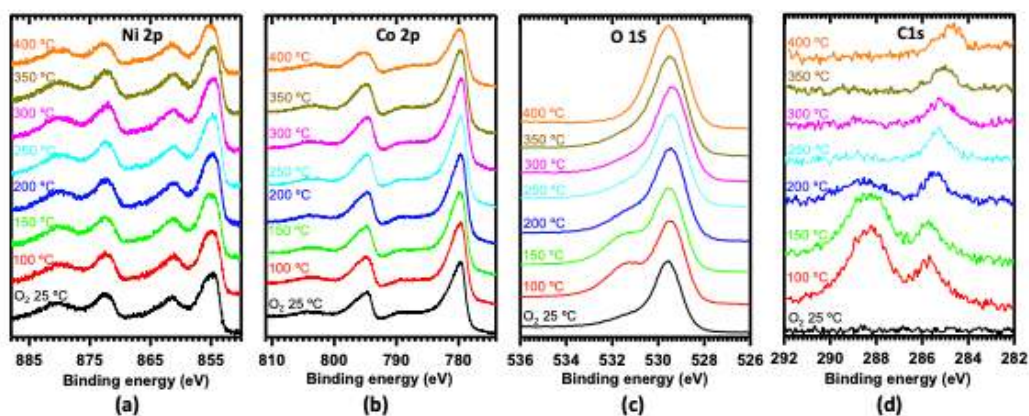 Ni 2p
400 °C
350 °C
300 °C
250 °C
200 °C
150 °C
100 °C
O2 25 °C
885 875 865 855
Binding energy (eV)
(a)
Co 2p
400 °C
350 °C
300 °C
250 °C
200 °C
150 °C
100 °C
O2 25 °C
810 800 790 780
Binding energy (eV)
(b)
O 1S
400 °C
350 °C
300 °C
250 °C
200 °C
150 °C
100 °C
O2 25 °C
536 534 532 530 528 526
Binding energy (eV)
(c)
C1s
400 °C
350 °C
300 °C
250 °C
200 °C
150 °C
100 °C
O2 25 °C
292 290 288 286 284 282
Binding energy (eV)
(d)